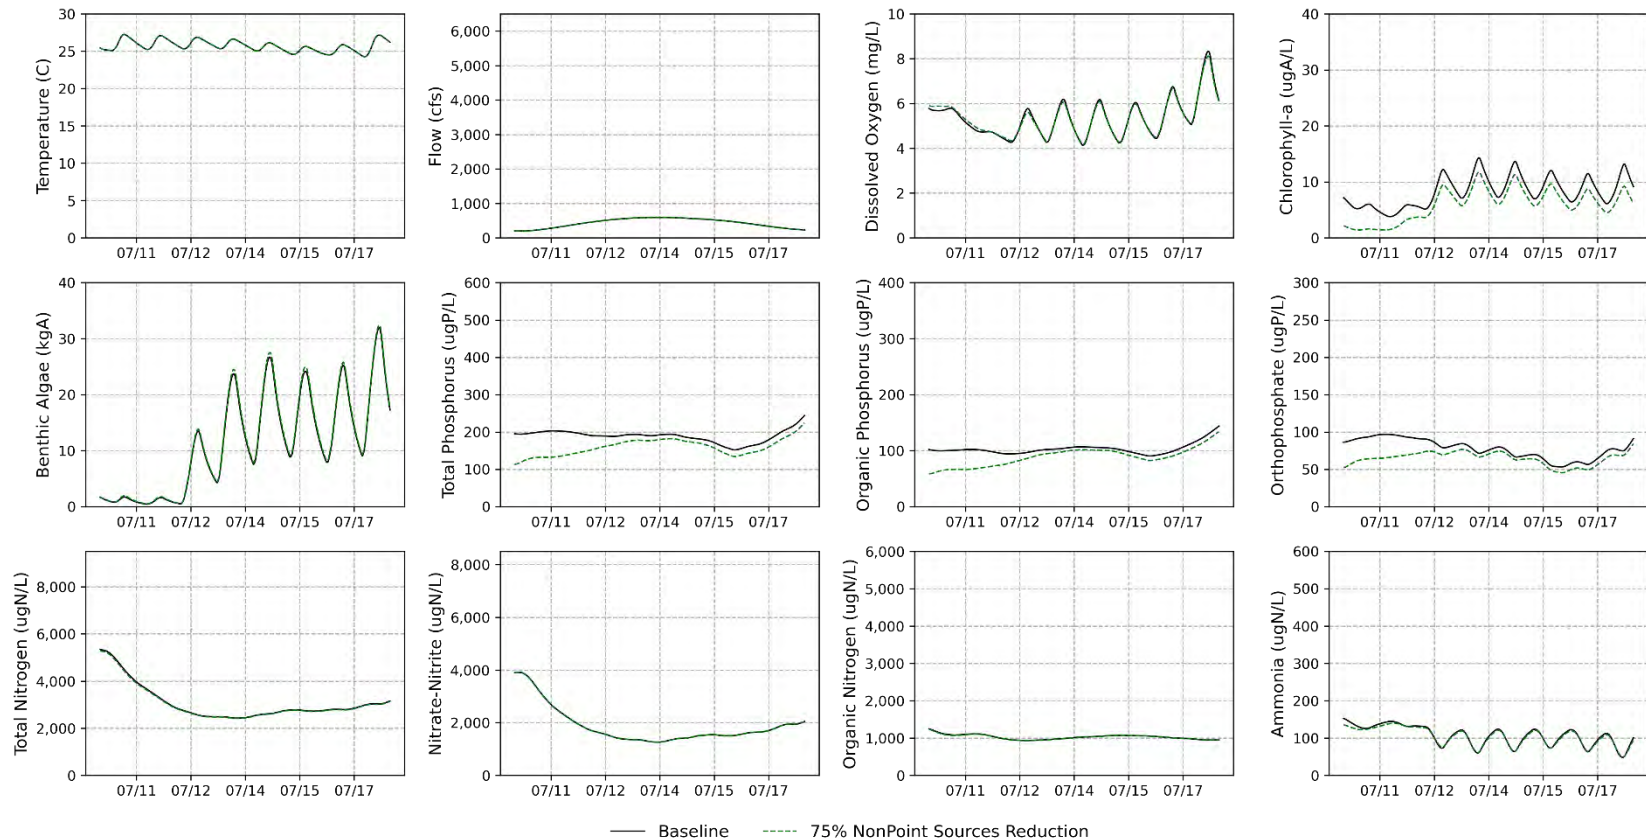 Temperature (C)
30
25
20
15
10
5
0
07/11 07/12 07/14 07/15 07/17
Flow (cfs)
6,500
5,500
4,500
3,000
2,000
1,000
0
07/11 07/12 07/14 07/15 07/17
Dissolved Oxygen (mg/L)
10
8
6
4
2
0
07/11 07/12 07/14 07/15 07/17
Chlorophyll-a (ugA/L)
40
30
20
10
0
07/11 07/12 07/14 07/15 07/17
Benthic Algae (kgA)
40
30
20
10
0
07/11 07/12 07/14 07/15 07/17
Total Phosphorus (ugP/L)
600
500
400
300
200
100
0
07/11 07/12 07/14 07/15 07/17
Organic Phosphorus (ugP/L)
400
300
200
100
0
07/11 07/12 07/14 07/15 07/17
Orthophosphate (ugP/L)
300
250
200
150
100
50
0
07/11 07/12 07/14 07/15 07/17
Total Nitrogen (ugN/L)
8,000
6,000
4,000
2,000
0
07/11 07/12 07/14 07/15 07/17
Nitrate-Nitrite (ugN/L)
8,000
6,000
4,000
2,000
0
07/11 07/12 07/14 07/15 07/17
Organic Nitrogen (ugN/L)
6,000
5,000
4,000
3,000
2,000
1,000
0
07/11 07/12 07/14 07/15 07/17
Ammonia (ugN/L)
600
500
400
300
200
100
0
07/11 07/12 07/14 07/15 07/17
Baseline 75% NonPoint Sources Reduction